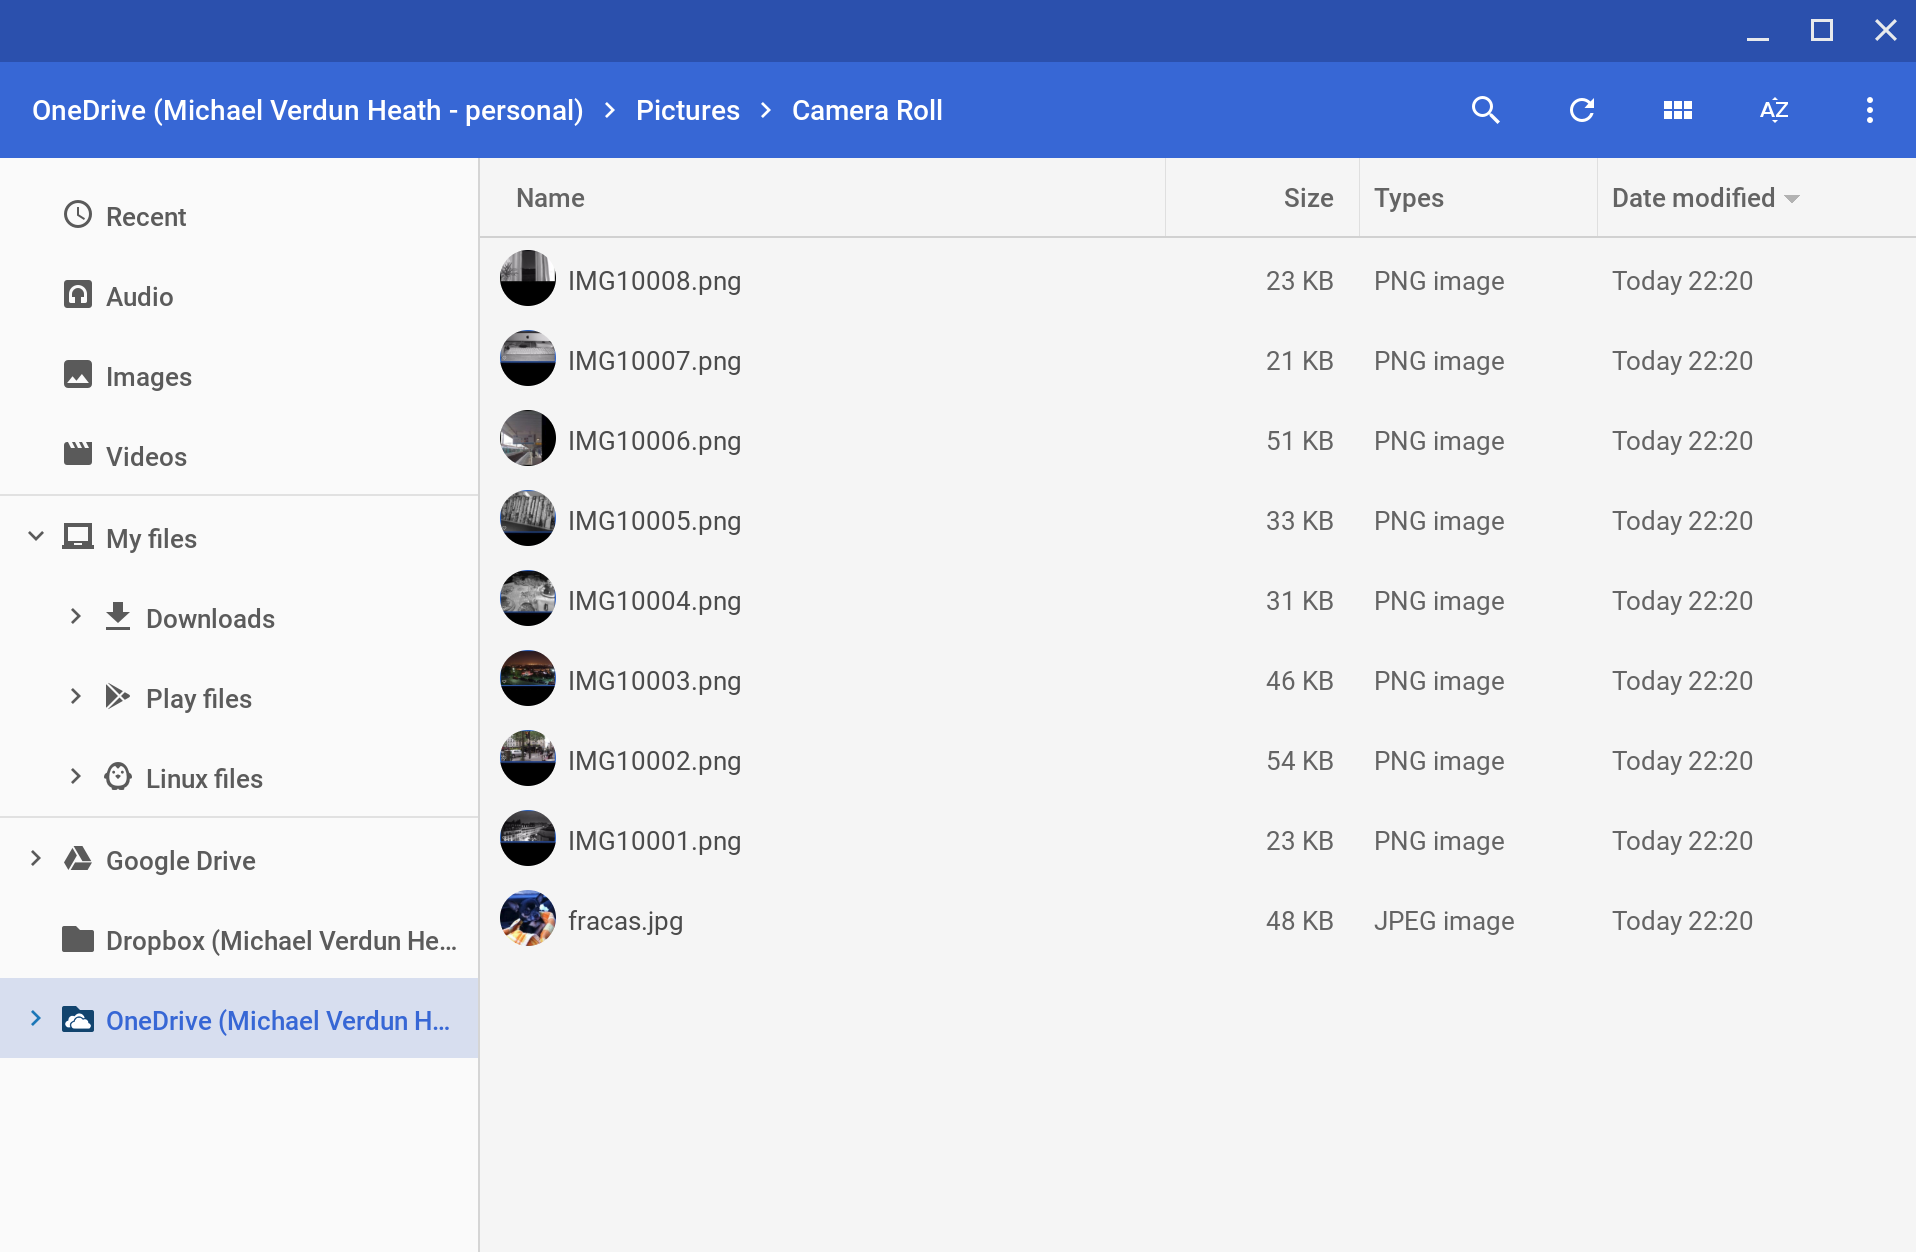 OneDrive (Michael Verdun Heath - personal) > Pictures > Camera Roll
AZ
Recent
Audio
Images
Videos
My files
Downloads
Play files
Linux files
Google Drive
Dropbox (Michael Verdun He...
OneDrive (Michael Verdun H...
Name Size Types Date modified
IMG10008.png 23 KB PNG image Today 22:20
IMG10007.png 21 KB PNG image Today 22:20
IMG10006.png 51 KB PNG image Today 22:20
IMG10005.png 33 KB PNG image Today 22:20
IMG10004.png 31 KB PNG image Today 22:20
IMG10003.png 46 KB PNG image Today 22:20
IMG10002.png 54 KB PNG image Today 22:20
IMG10001.png 23 KB PNG image Today 22:20
fracas.jpg 48 KB JPEG image Today 22:20